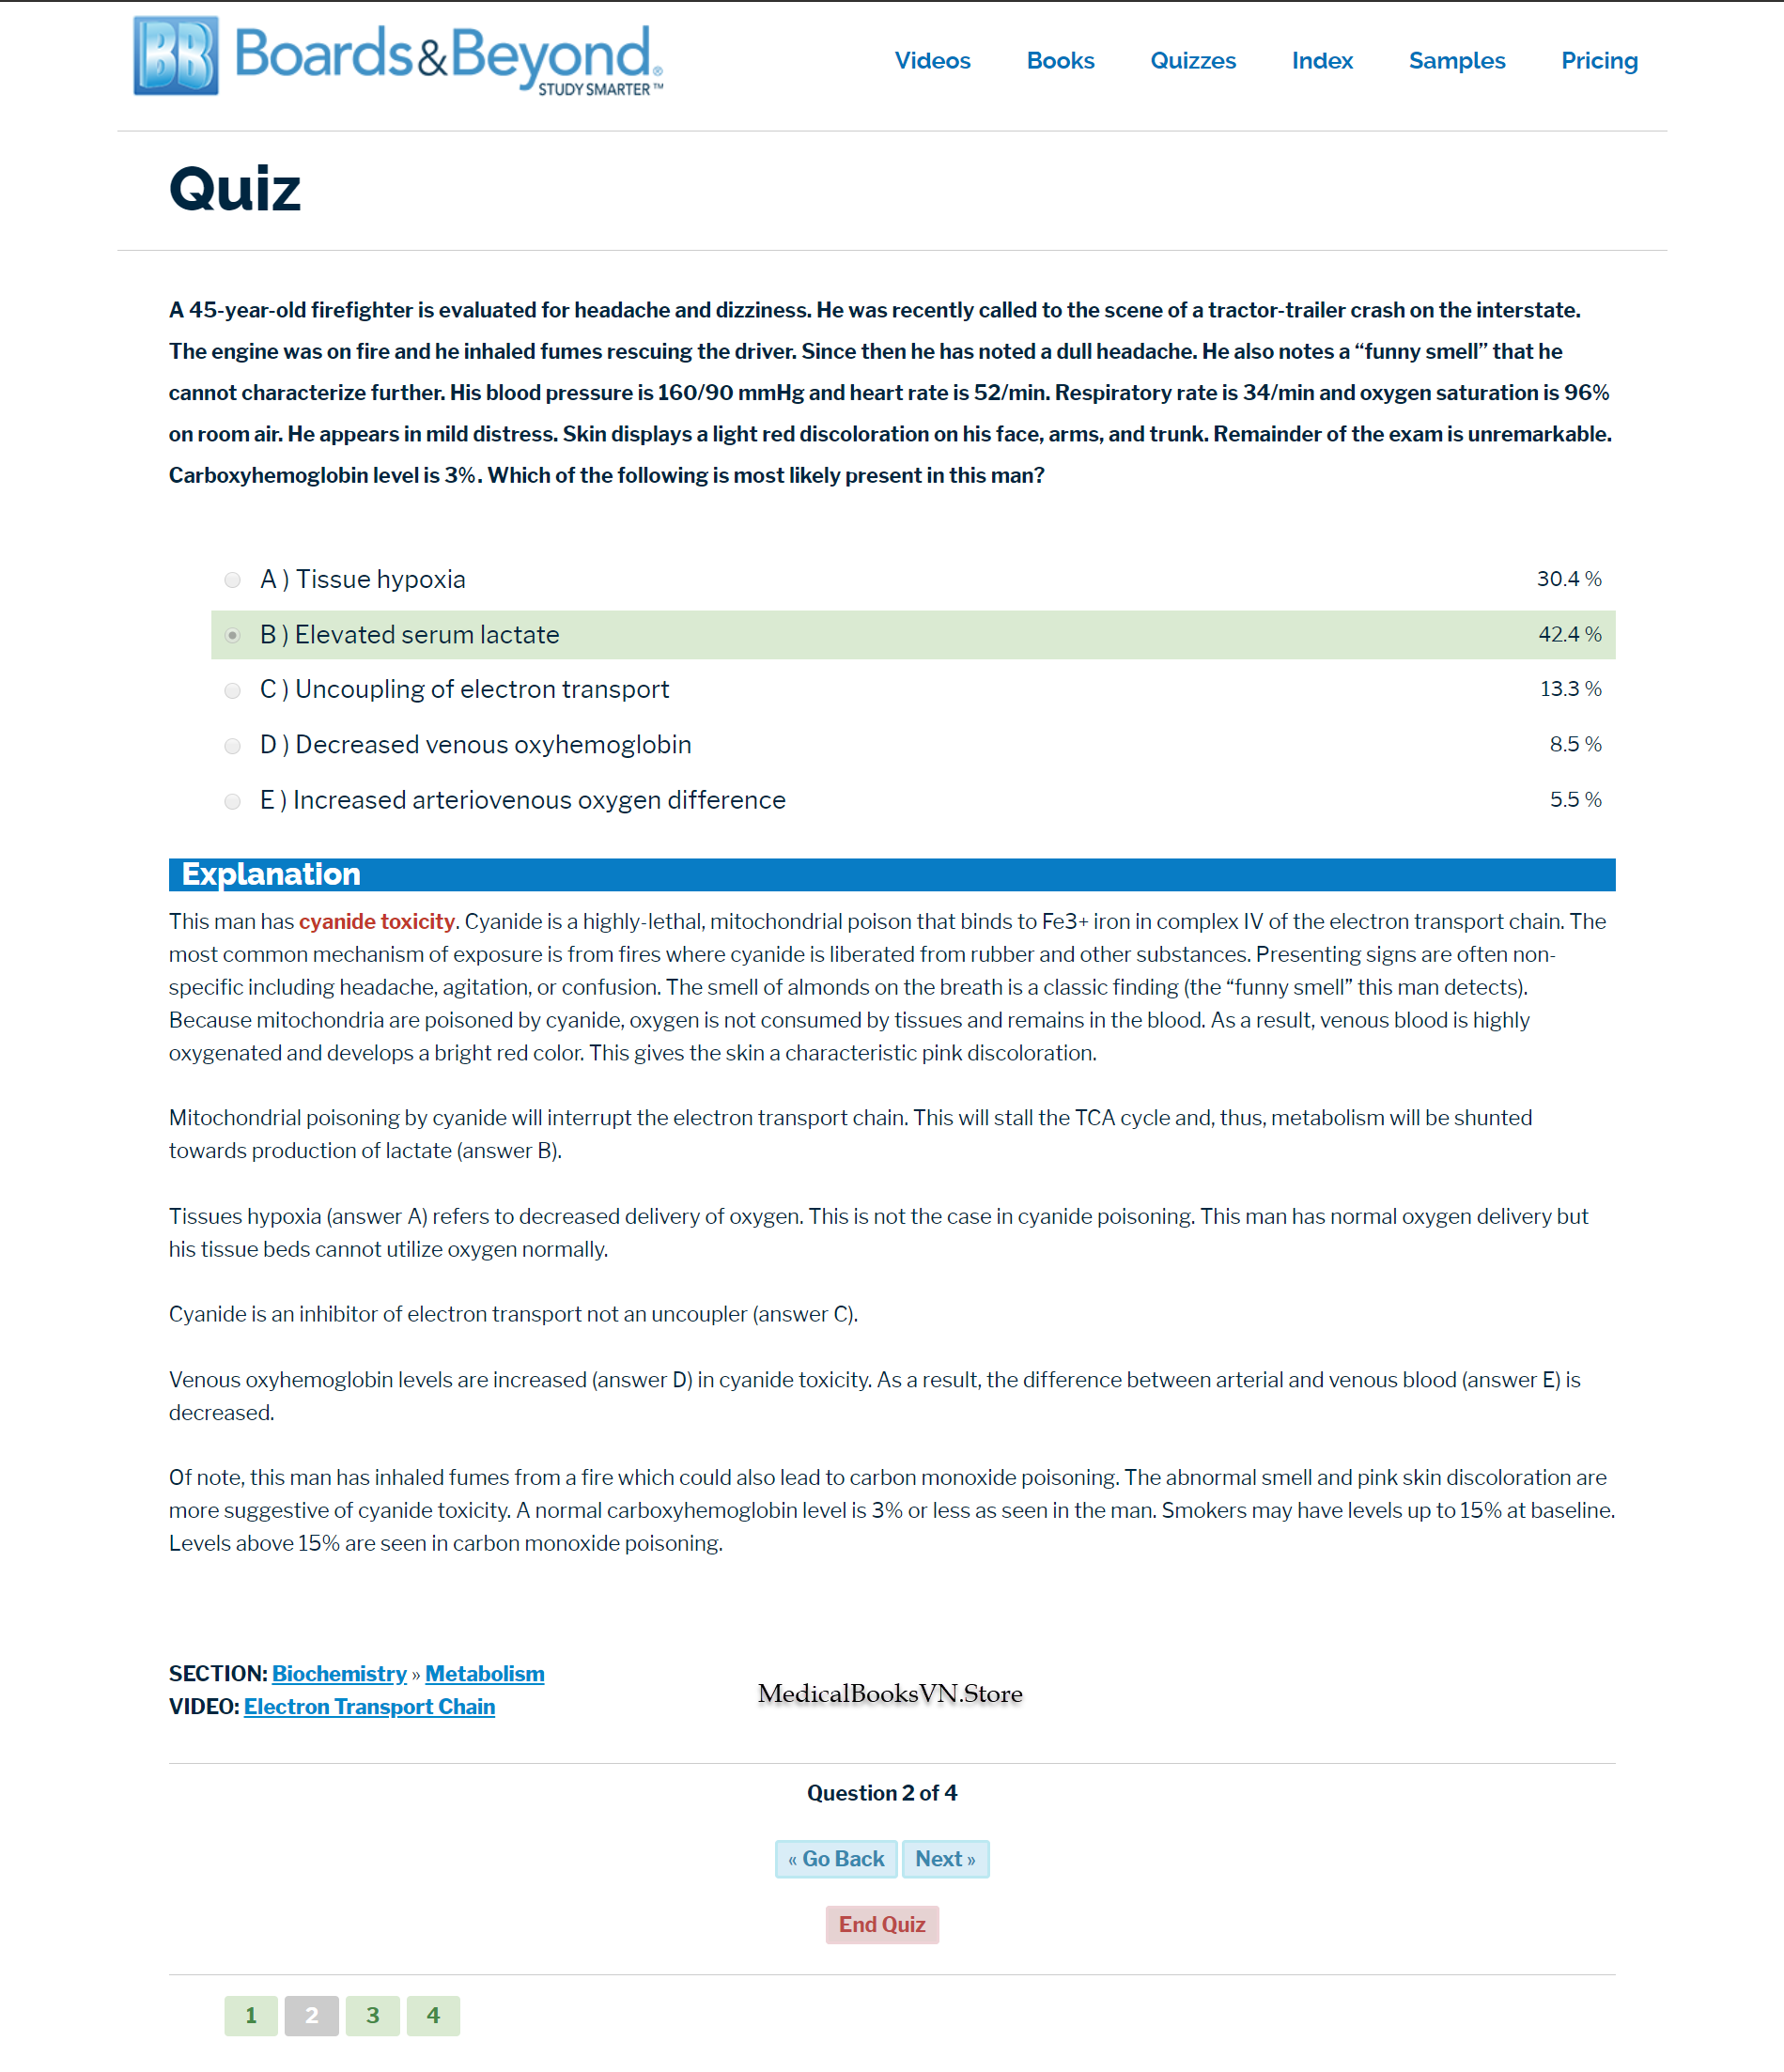 BB Boards&Beyond®
STUDY SMARTER™
Videos Books Quizzes Index Samples Pricing
Quiz
A 45-year-old firefighter is evaluated for headache and dizziness. He was recently called to the scene of a tractor-trailer crash on the interstate.
The engine was on fire and he inhaled fumes rescuing the driver. Since then he has noted a dull headache. He also notes a “funny smell” that he
cannot characterize further. His blood pressure is 160/90 mmHg and heart rate is 52/min. Respiratory rate is 34/min and oxygen saturation is 96%
on room air. He appears in mild distress. Skin displays a light red discoloration on his face, arms, and trunk. Remainder of the exam is unremarkable.
Carboxyhemoglobin level is 3%. Which of the following is most likely present in this man?
A ) Tissue hypoxia 30.4 %
B ) Elevated serum lactate 42.4 %
C ) Uncoupling of electron transport 13.3 %
D ) Decreased venous oxyhemoglobin 8.5 %
E ) Increased arteriovenous oxygen difference 5.5 %
Explanation
This man has cyanide toxicity. Cyanide is a highly-lethal, mitochondrial poison that binds to Fe3+ iron in complex IV of the electron transport chain. The
most common mechanism of exposure is from fires where cyanide is liberated from rubber and other substances. Presenting signs are often non-
specific including headache, agitation, or confusion. The smell of almonds on the breath is a classic finding (the “funny smell” this man detects).
Because mitochondria are poisoned by cyanide, oxygen is not consumed by tissues and remains in the blood. As a result, venous blood is highly
oxygenated and develops a bright red color. This gives the skin a characteristic pink discoloration.
Mitochondrial poisoning by cyanide will interrupt the electron transport chain. This will stall the TCA cycle and, thus, metabolism will be shunted
towards production of lactate (answer B).
Tissues hypoxia (answer A) refers to decreased delivery of oxygen. This is not the case in cyanide poisoning. This man has normal oxygen delivery but
his tissue beds cannot utilize oxygen normally.
Cyanide is an inhibitor of electron transport not an uncoupler (answer C).
Venous oxyhemoglobin levels are increased (answer D) in cyanide toxicity. As a result, the difference between arterial and venous blood (answer E) is
decreased.
Of note, this man has inhaled fumes from a fire which could also lead to carbon monoxide poisoning. The abnormal smell and pink skin discoloration are
more suggestive of cyanide toxicity. A normal carboxyhemoglobin level is 3% or less as seen in the man. Smokers may have levels up to 15% at baseline.
Levels above 15% are seen in carbon monoxide poisoning.
SECTION: Biochemistry » Metabolism
VIDEO: Electron Transport Chain
MedicalBooksVN.Store
Question 2 of 4
« Go Back Next »
End Quiz
1 2 3 4